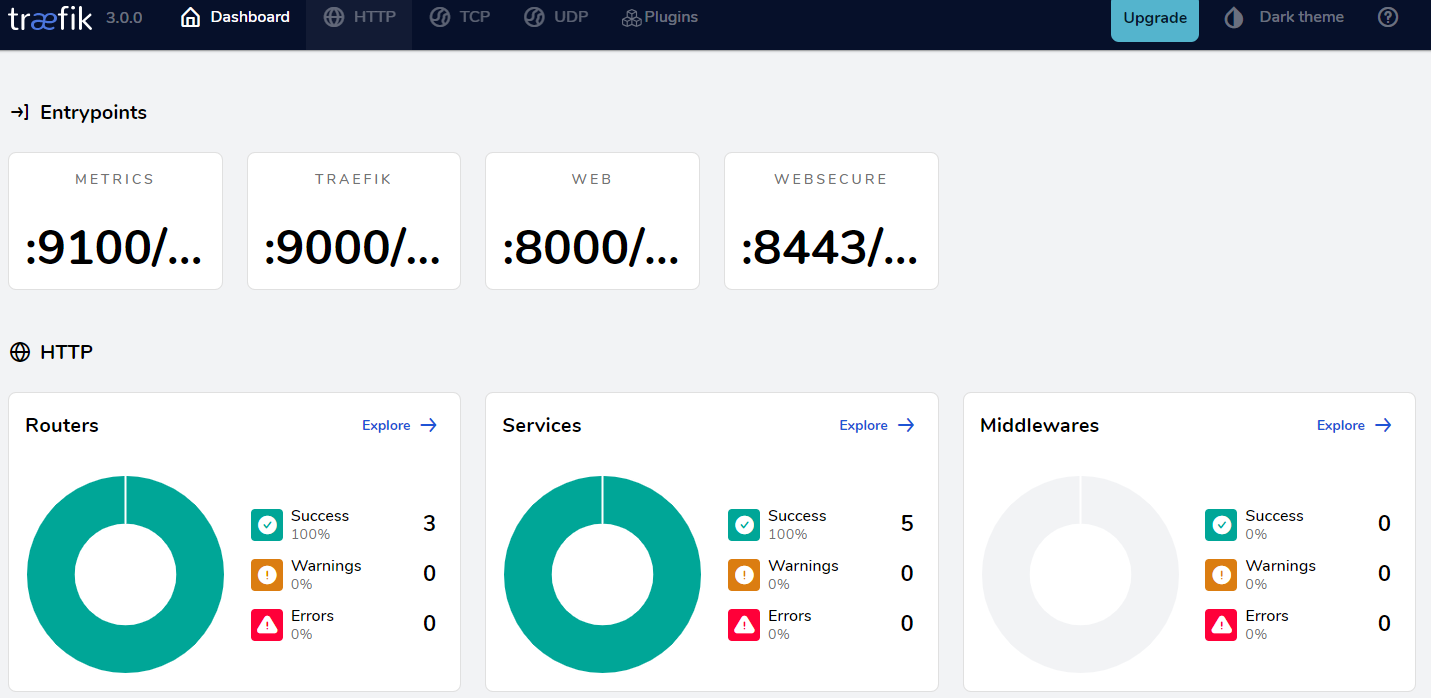 træfik 3.0.0 Dashboard HTTP TCP UDP Plugins Upgrade Dark theme
Entrypoints
METRICS TRAEFIK WEB WEBSECURE
:9100/... :9000/... :8000/... :8443/...
HTTP
Routers Explore Services Explore Middlewares Explore
Success 3 Success 5 Success 0
100% 100% 0%
Warnings 0 Warnings 0 Warnings 0
0% 0% 0%
Errors 0 Errors 0 Errors 0
0% 0% 0%